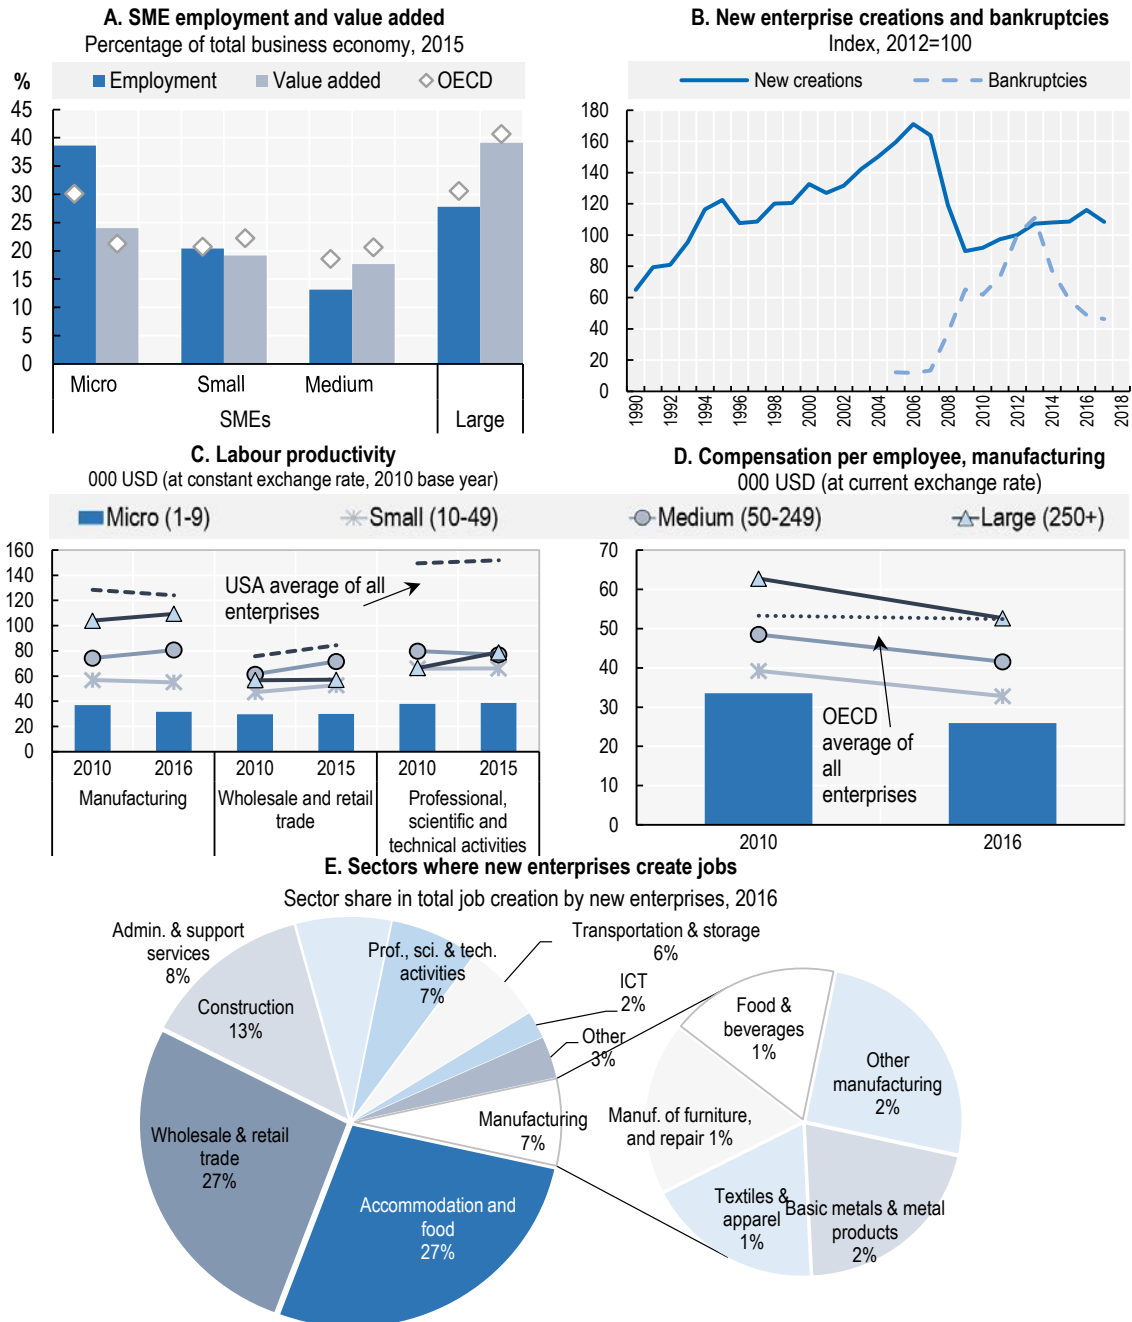 A. SME employment and value added
Percentage of total business economy, 2015
%
Employment
Value added
OECD
45
40
35
30
25
20
15
10
5
0
Micro
Small
Medium
SMEs
Large
B. New enterprise creations and bankruptcies
Index, 2012=100
New creations
Bankruptcies
180
160
140
120
100
80
60
40
20
0
1990
1992
1994
1996
1998
2000
2002
2004
2006
2008
2010
2012
2014
2016
2018
C. Labour productivity
000 USD (at constant exchange rate, 2010 base year)
D. Compensation per employee, manufacturing
000 USD (at current exchange rate)
Micro (1-9)
Small (10-49)
Medium (50-249)
Large (250+)
160
140
120
100
80
60
40
20
0
USA average of all
enterprises
2010
2016
2010
2015
2010
2015
Manufacturing
Wholesale and retail
trade
Professional,
scientific and
technical activities
70
60
50
40
30
20
10
0
OECD
average of
all
enterprises
2010
2016
E. Sectors where new enterprises create jobs
Sector share in total job creation by new enterprises, 2016
Admin. & support
services
8%
Prof., sci. & tech.
activities
7%
Transportation & storage
6%
ICT
2%
Other
3%
Construction
13%
Manufacturing
7%
Wholesale & retail
trade
27%
Accommodation and
food
27%
Food &
beverages
1%
Other
manufacturing
2%
Manuf. of furniture,
and repair 1%
Textiles &
apparel
1%
Basic metals & metal
products
2%